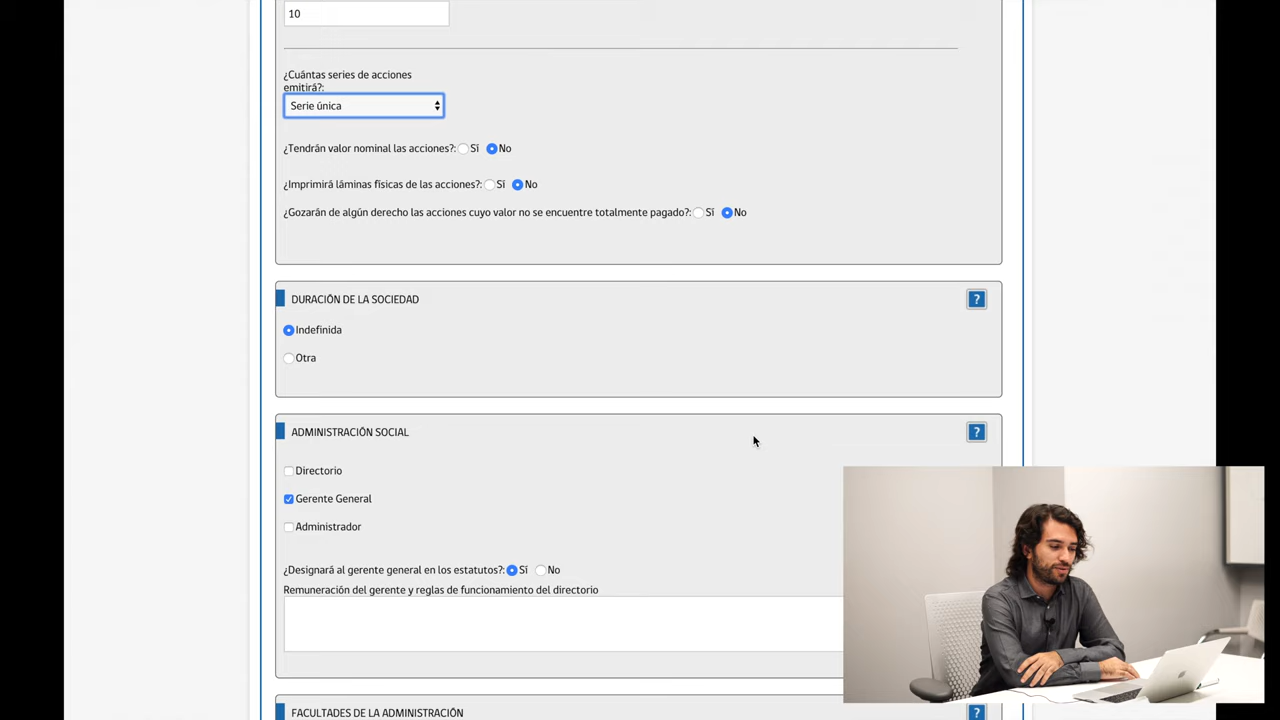 10
¿Cuántas series de acciones
emitirá?:
Serie única
¿Tendrán valor nominal las acciones?: Sí No
¿Imprimirá láminas físicas de las acciones?: Sí No
¿Gozarán de algún derecho las acciones cuyo valor no se encuentre totalmente pagado?: Sí No
DURACIÓN DE LA SOCIEDAD ?
Indefinida
Otra
ADMINISTRACIÓN SOCIAL ?
Directorio
Gerente General
Administrador
¿Designará al gerente general en los estatutos?: Sí No
Remuneración del gerente y reglas de funcionamiento del directorio
FACULTADES DE LA ADMINISTRACIÓN ?